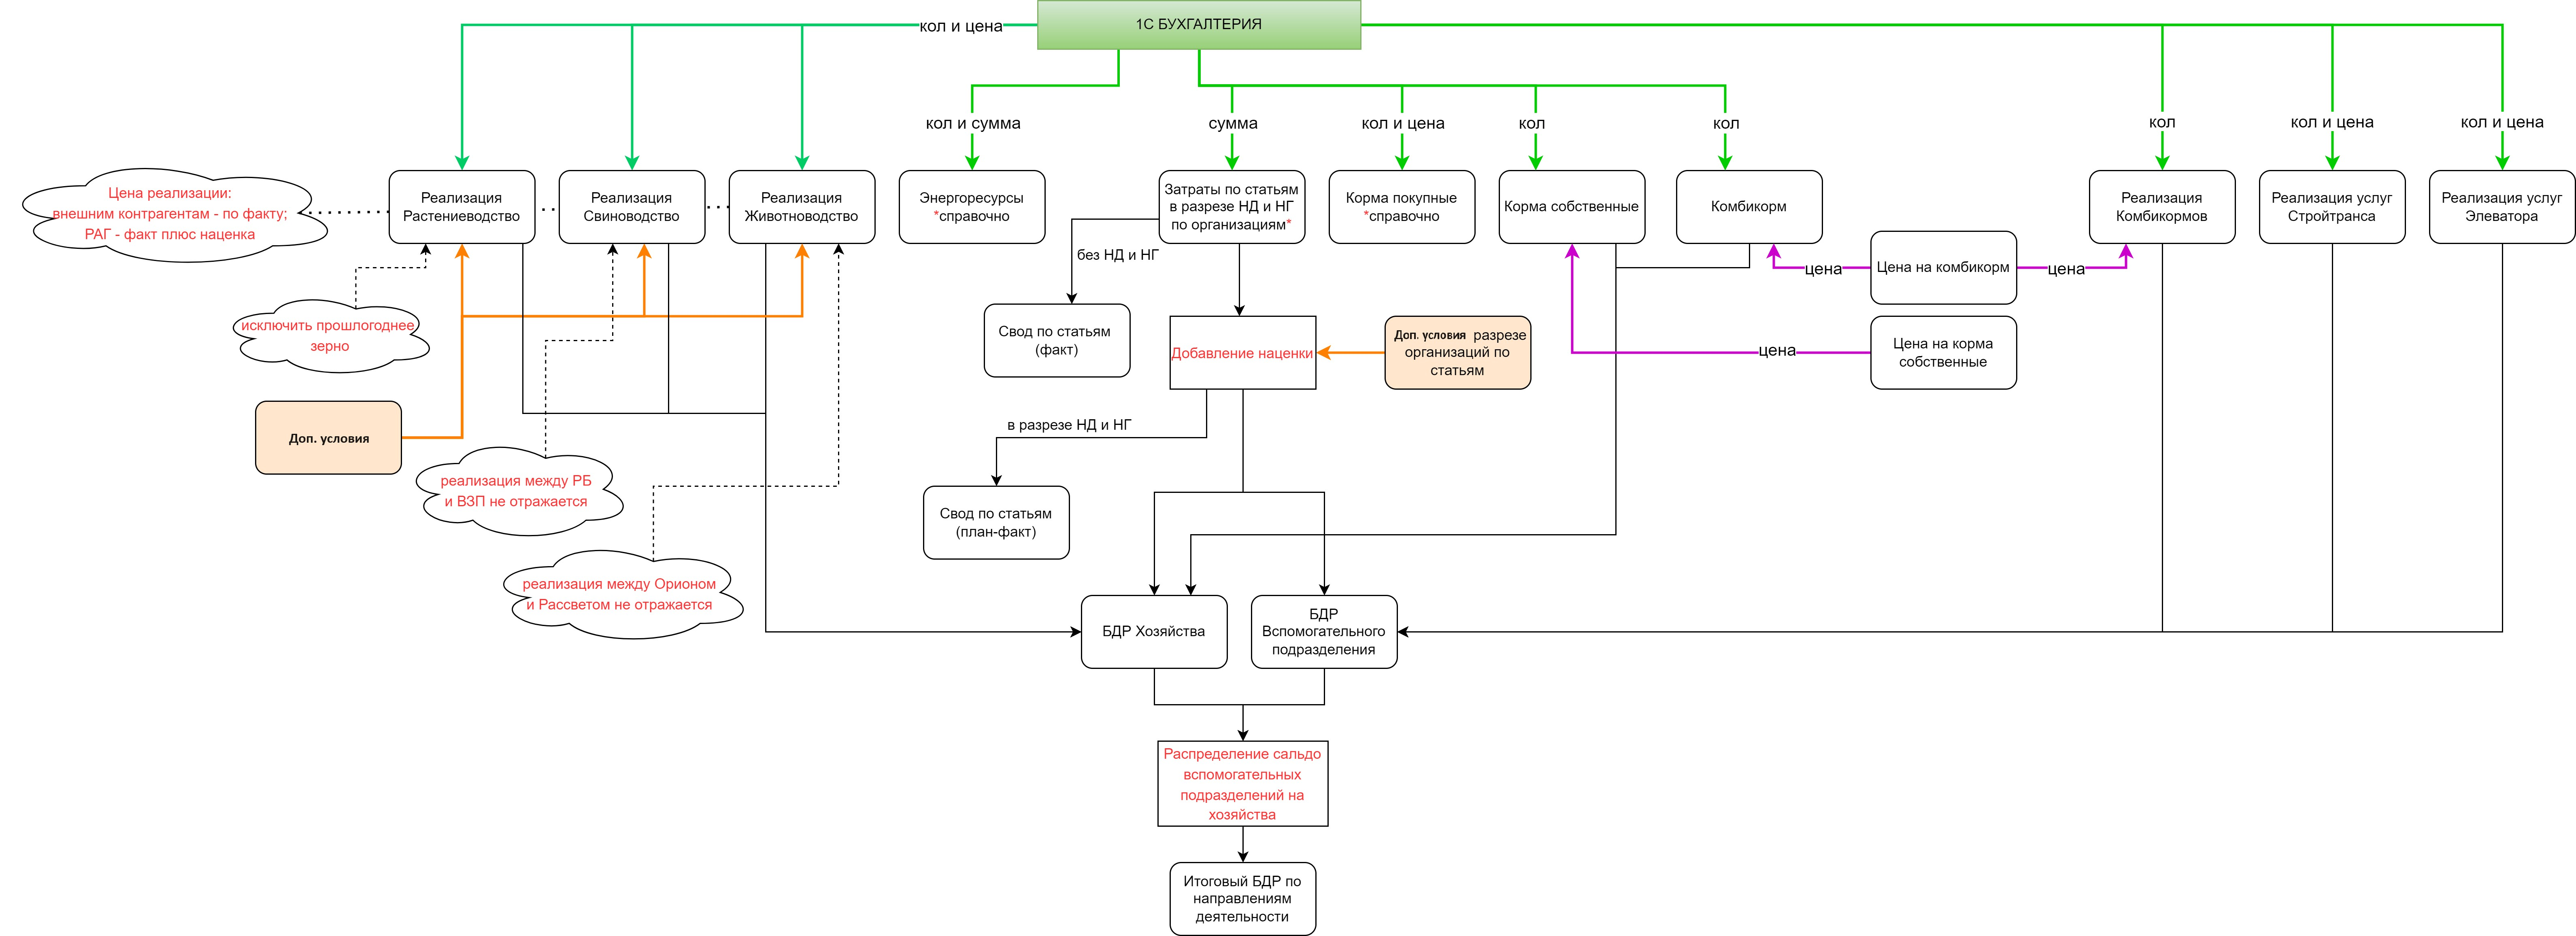 1С БУХГАЛТЕРИЯ
кол и цена
кол и сумма
сумма
кол и цена
кол
кол
кол
кол и цена
кол и цена
Цена реализации:
внешним контрагентам - по факту;
РАГ - факт плюс наценка
Реализация
Растениеводство
Реализация
Свиноводство
Реализация
Животноводство
Энергоресурсы
*справочно
Затраты по статьям
в разрезе НД и НГ
по организациям*
Корма покупные
*справочно
Корма собственные
Комбикорм
Реализация
Комбикормов
Реализация услуг
Стройтранса
Реализация услуг
Элеватора
без НД и НГ
цена
Цена на комбикорм
цена
исключить прошлогоднее
зерно
Свод по статьям
(факт)
Добавление наценки
Доп. условия разрезе
организаций по
статьям
цена
Цена на корма
собственные
Доп. условия
в разрезе НД и НГ
реализация между РБ
и ВЗП не отражается
Свод по статьям
(план-факт)
реализация между Орионом
и Рассветом не отражается
БДР Хозяйства
БДР
Вспомогательного
подразделения
Распределение сальдо
вспомогательных
подразделений на
хозяйства
Итоговый БДР по
направлениям
деятельности